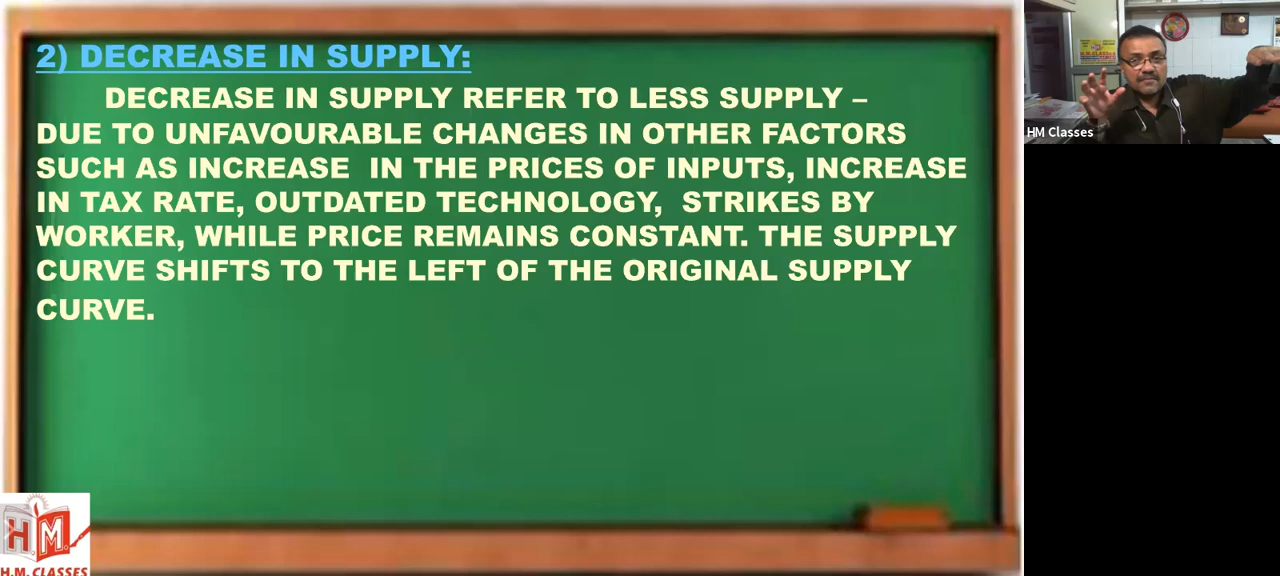 2) DECREASE IN SUPPLY:
DECREASE IN SUPPLY REFER TO LESS SUPPLY –
DUE TO UNFAVOURABLE CHANGES IN OTHER FACTORS
SUCH AS INCREASE  IN THE PRICES OF INPUTS, INCREASE
IN TAX RATE, OUTDATED TECHNOLOGY,  STRIKES BY
WORKER, WHILE PRICE REMAINS CONSTANT. THE SUPPLY
CURVE SHIFTS TO THE LEFT OF THE ORIGINAL SUPPLY
CURVE.
H.M.
H.M. CLASSES
HM Classes